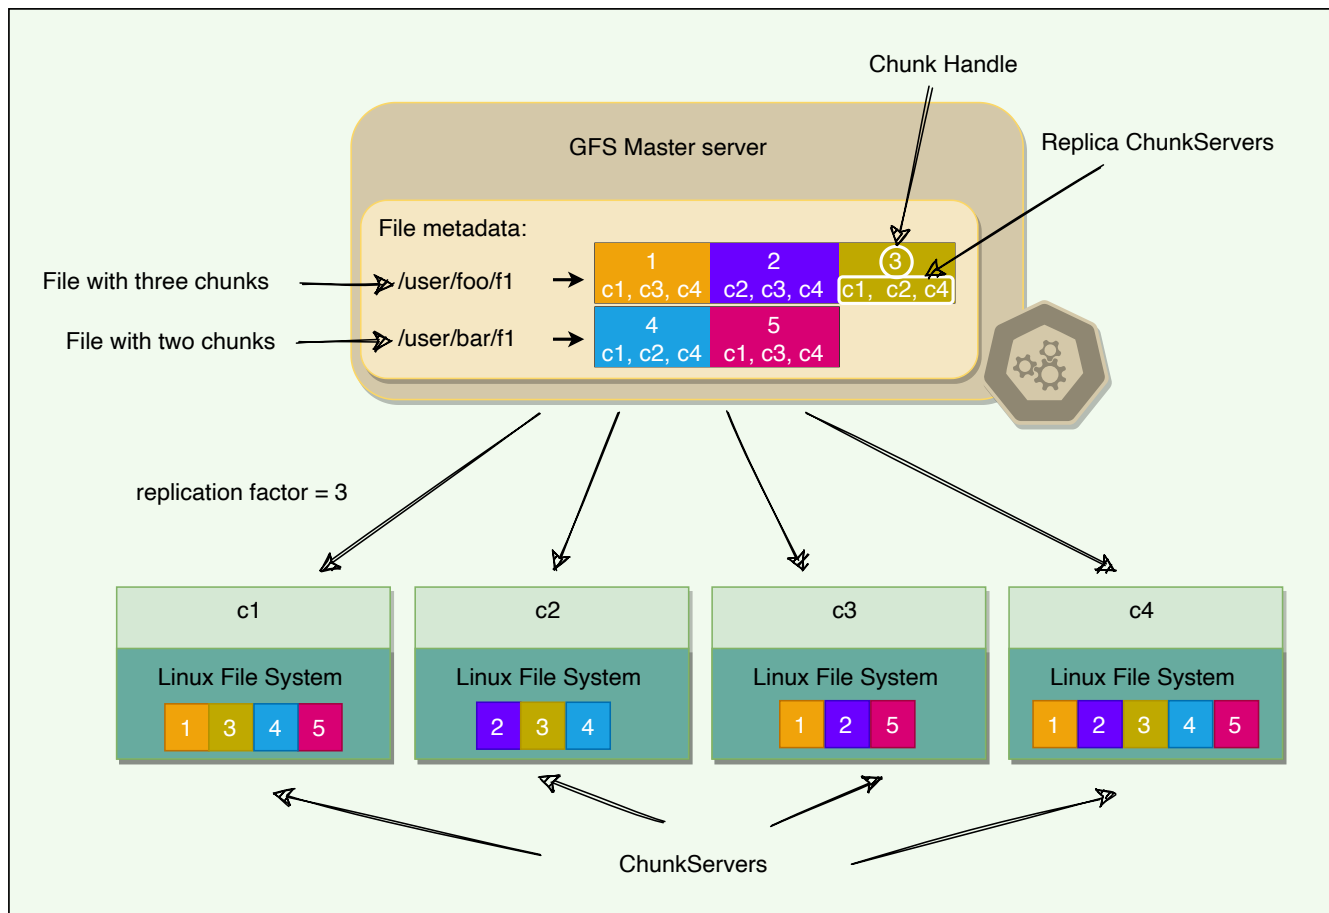 Chunk Handle
GFS Master server
Replica ChunkServers
File metadata:
File with three chunks
/user/foo/f1
1
c1, c3, c4
2
c2, c3, c4
3
c1, c2, c4
File with two chunks
/user/bar/f1
4
c1, c2, c4
5
c1, c3, c4
replication factor = 3
c1
Linux File System
1 3 4 5
c2
Linux File System
2 3 4
c3
Linux File System
1 2 5
c4
Linux File System
1 2 3 4 5
ChunkServers